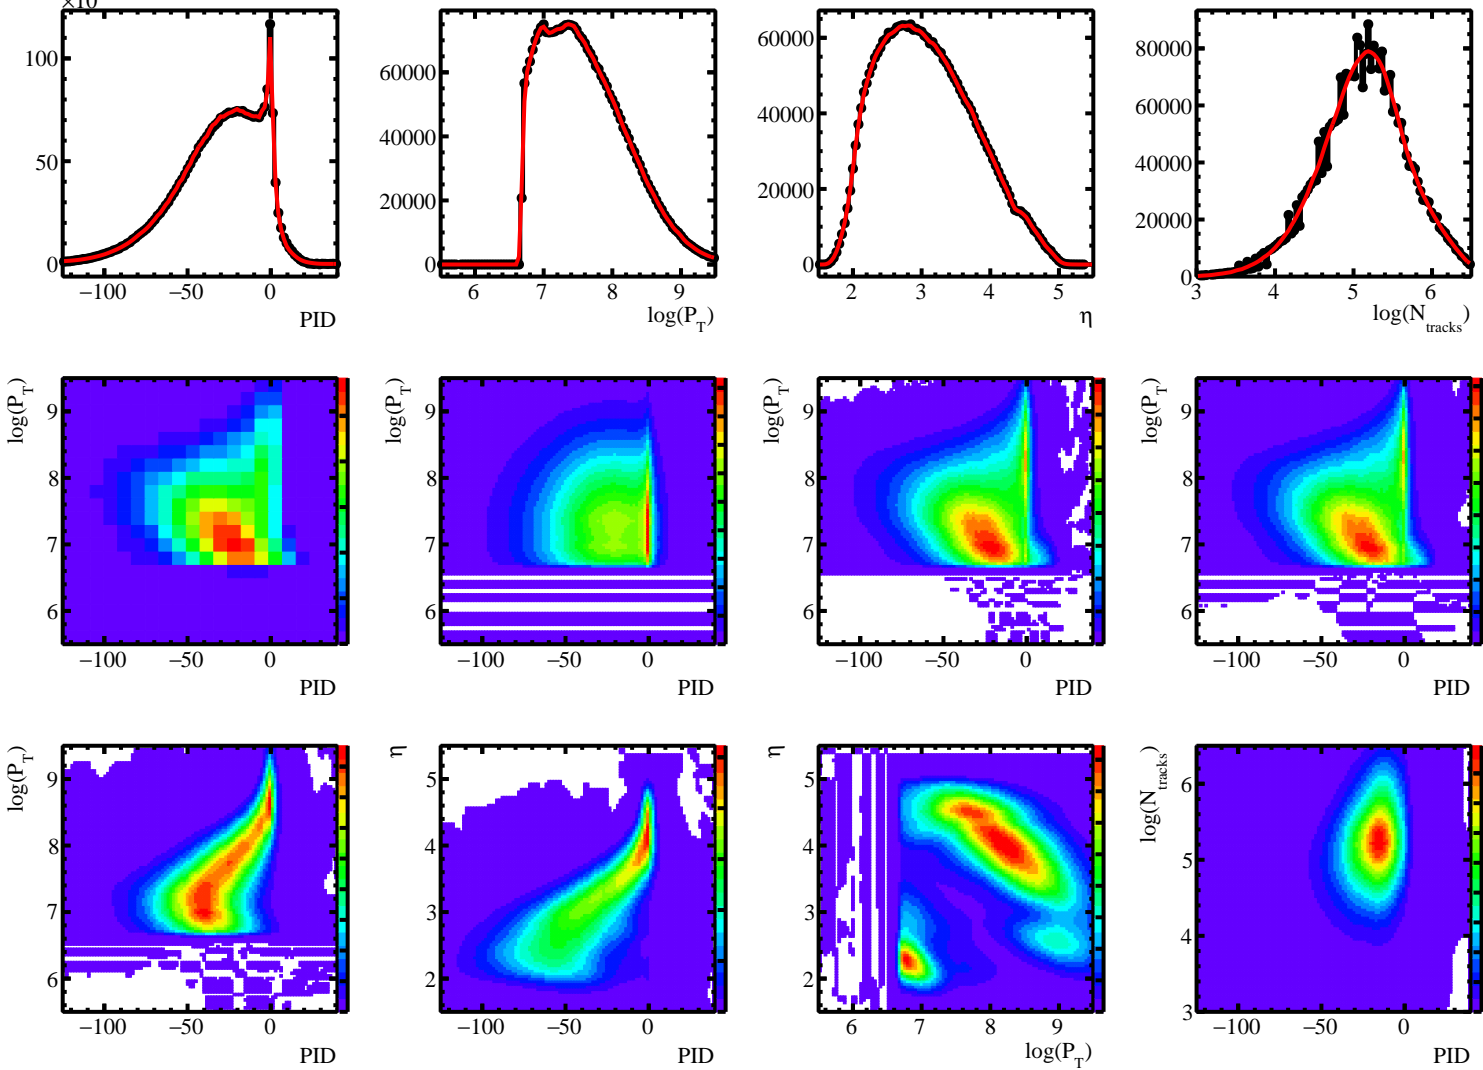 ×10
100
50
0
−100 −50 0
PID
60000
40000
20000
0
6 7 8 9
log(P_T)
60000
40000
20000
0
2 3 4 5
η
80000
60000
40000
20000
0
3 4 5 6
log(N_tracks)
log(P_T)
9
8
7
6
−100 −50 0
PID
log(P_T)
9
8
7
6
−100 −50 0
PID
log(P_T)
9
8
7
6
−100 −50 0
PID
log(P_T)
9
8
7
6
−100 −50 0
PID
log(P_T)
9
8
7
6
−100 −50 0
PID
η
5
4
3
2
−100 −50 0
PID
η
5
4
3
2
6 7 8 9
log(P_T)
log(N_tracks)
6
5
4
3
−100 −50 0
PID